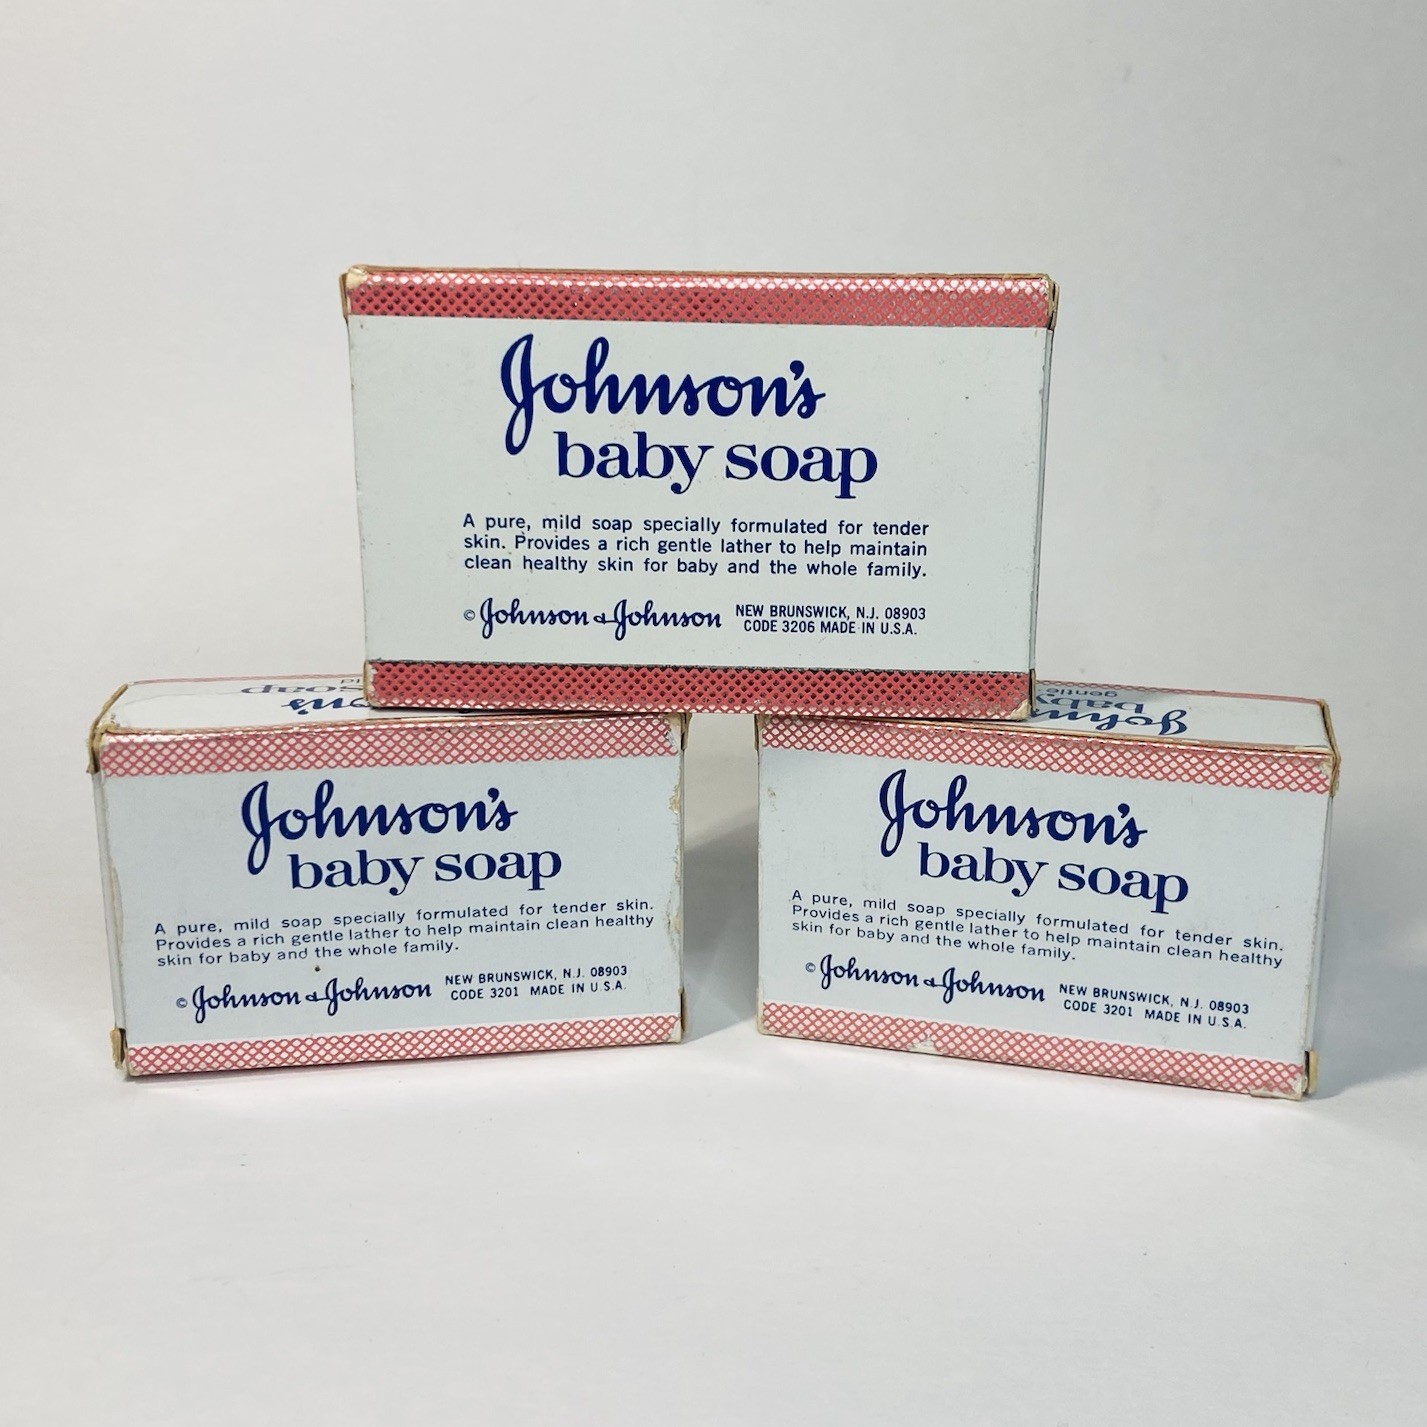 Johnson's
baby soap
A pure, mild soap specially formulated for tender
skin. Provides a rich gentle lather to help maintain
clean healthy skin for baby and the whole family.
© Johnson & Johnson NEW BRUNSWICK, N.J. 08903
CODE 3206 MADE IN U.S.A.
soap
Johnson's
baby soap
A pure, mild soap specially formulated for tender skin.
Provides a rich gentle lather to help maintain clean healthy
skin for baby and the whole family.
© Johnson & Johnson NEW BRUNSWICK, N.J. 08903
CODE 3201 MADE IN U.S.A.
baby
gentle
Johnson's
baby soap
A pure, mild soap specially formulated for tender skin.
Provides a rich gentle lather to help maintain clean healthy
skin for baby and the whole family.
© Johnson & Johnson NEW BRUNSWICK, N.J. 08903
CODE 3201 MADE IN U.S.A.